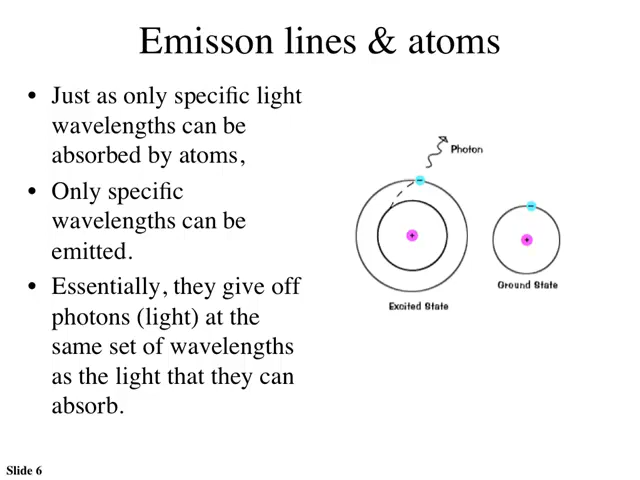 Emisson lines & atoms
• Just as only specific light
wavelengths can be
absorbed by atoms,
• Only specific
wavelengths can be
emitted.
• Essentially, they give off
photons (light) at the
same set of wavelengths
as the light that they can
absorb.
Photon
−
+
Excited State
−
+
Ground State
Slide 6